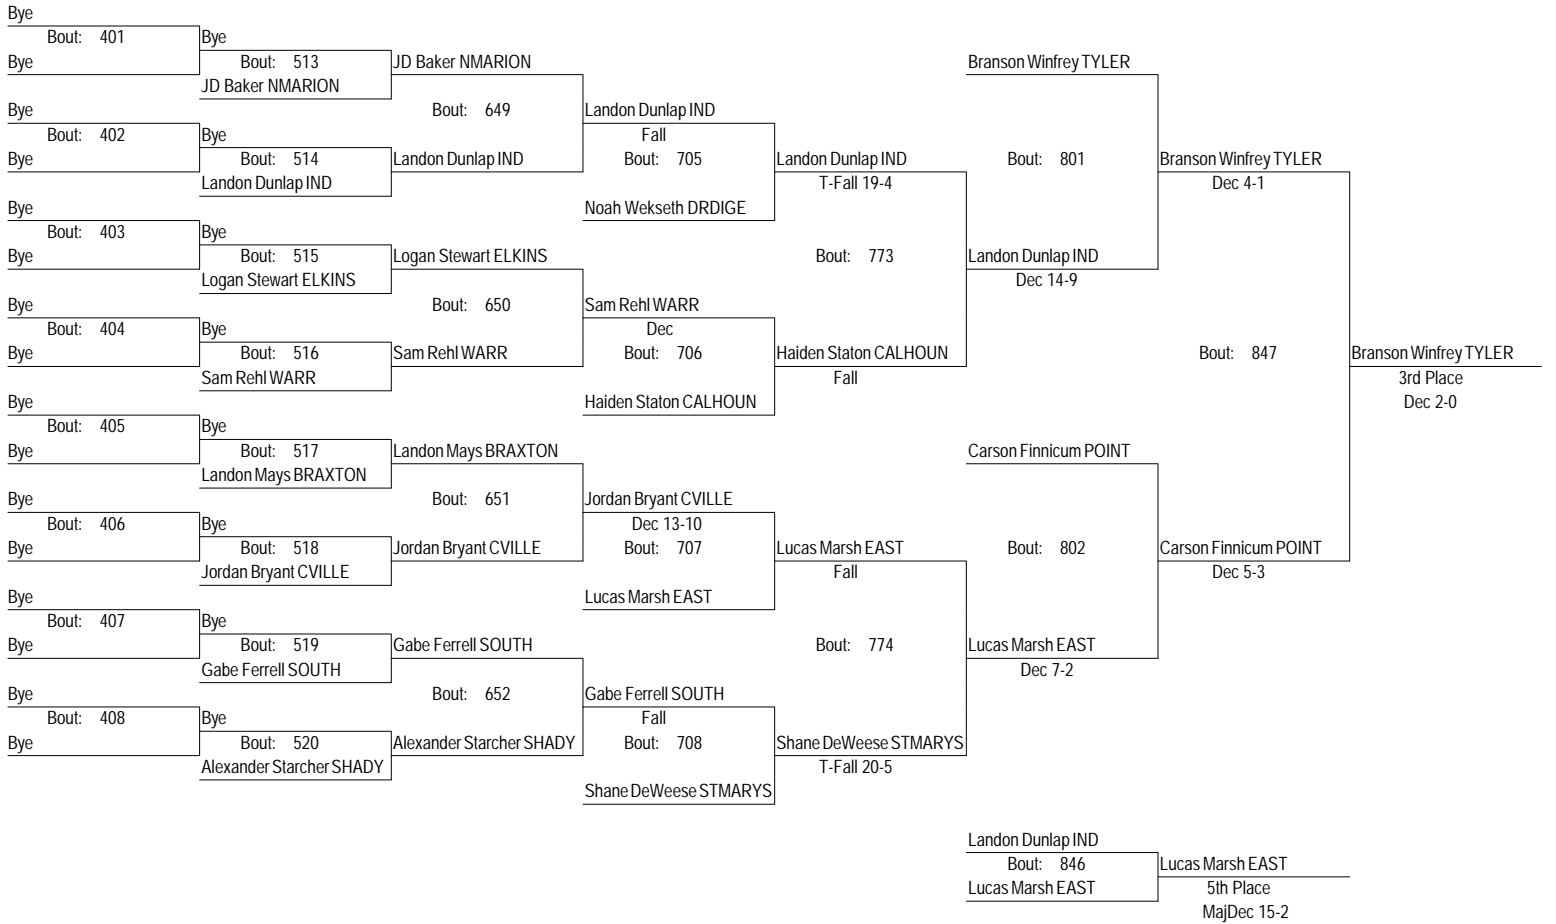 Bye
Bout: 401
Bye
Bye
Bout: 513
JD Baker NMARION
JD Baker NMARION
Bout: 649
Bye
Bout: 402
Bye
Bye
Bout: 514
Landon Dunlap IND
Landon Dunlap IND
Landon Dunlap IND
Fall
Bout: 705
Noah Wekseth DRDIGE
Landon Dunlap IND
T-Fall 19-4
Bye
Bout: 403
Bye
Bye
Bout: 515
Logan Stewart ELKINS
Logan Stewart ELKINS
Bout: 650
Bye
Bout: 404
Bye
Bye
Bout: 516
Sam Rehl WARR
Sam Rehl WARR
Sam Rehl WARR
Dec
Bout: 706
Haiden Staton CALHOUN
Haiden Staton CALHOUN
Fall
Bout: 773
Landon Dunlap IND
Dec 14-9
Branson Winfrey TYLER
Bout: 801
Branson Winfrey TYLER
Dec 4-1
Bye
Bout: 405
Bye
Bye
Bout: 517
Landon Mays BRAXTON
Landon Mays BRAXTON
Bout: 651
Bye
Bout: 406
Bye
Bye
Bout: 518
Jordan Bryant CVILLE
Jordan Bryant CVILLE
Jordan Bryant CVILLE
Dec 13-10
Bout: 707
Lucas Marsh EAST
Lucas Marsh EAST
Fall
Bye
Bout: 407
Bye
Bye
Bout: 519
Gabe Ferrell SOUTH
Gabe Ferrell SOUTH
Bout: 652
Bye
Bout: 408
Bye
Bye
Bout: 520
Alexander Starcher SHADY
Alexander Starcher SHADY
Gabe Ferrell SOUTH
Fall
Bout: 708
Shane DeWeese STMARYS
Shane DeWeese STMARYS
T-Fall 20-5
Bout: 774
Lucas Marsh EAST
Dec 7-2
Carson Finnicum POINT
Bout: 802
Carson Finnicum POINT
Dec 5-3
Bout: 847
Branson Winfrey TYLER
3rd Place
Dec 2-0
Landon Dunlap IND
Bout: 846
Lucas Marsh EAST
Lucas Marsh EAST
5th Place
MajDec 15-2